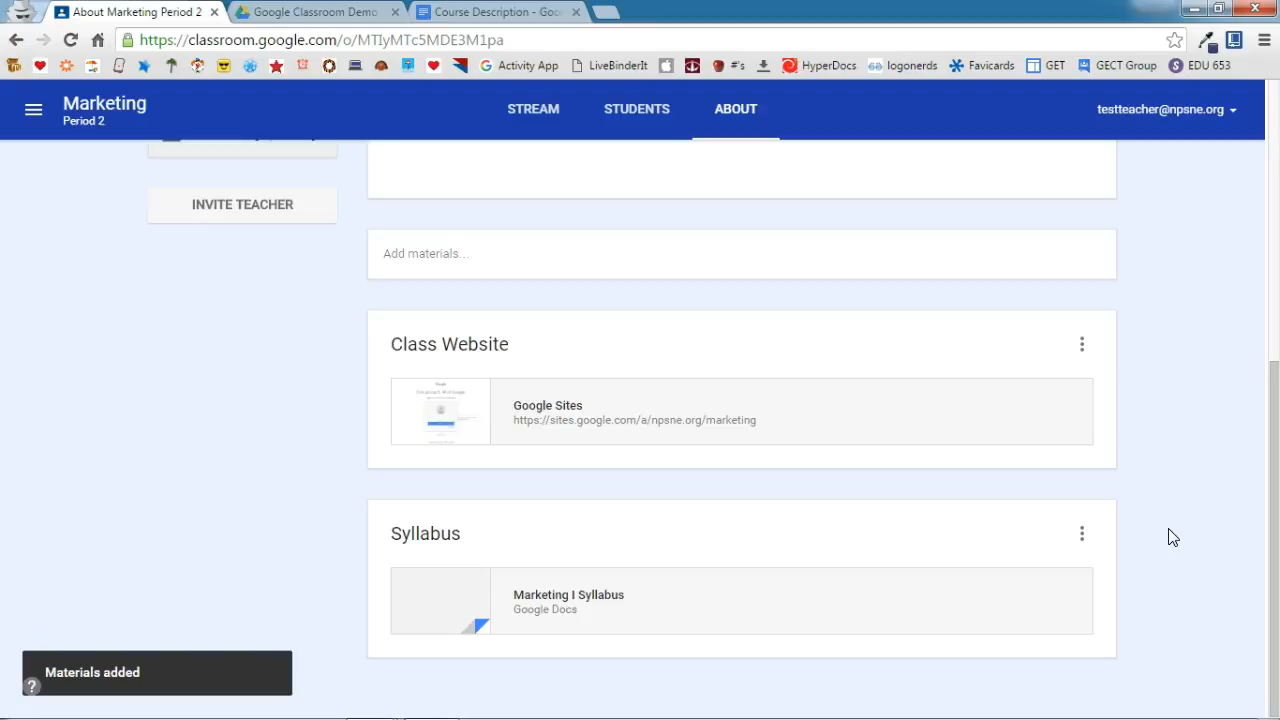 About Marketing Period 2
Google Classroom Demo
Course Description - Goo
https://classroom.google.com/o/MTIyMTc5MDE3M1pa
Activity App
LiveBinderIt
#'s
HyperDocs
logonerds
Favicards
GET
GECT Group
EDU 653
Marketing
Period 2
STREAM
STUDENTS
ABOUT
testteacher@npsne.org
INVITE TEACHER
Add materials...
Class Website
Google Sites
https://sites.google.com/a/npsne.org/marketing
Syllabus
Marketing I Syllabus
Google Docs
Materials added
?